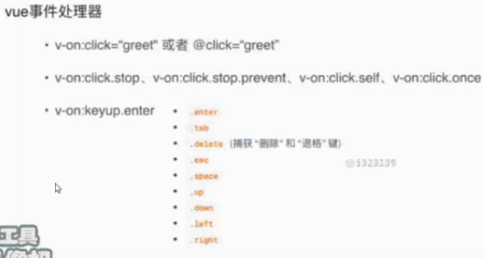 vue事件处理器
• v-on:click="greet" 或者 @click="greet"
• v-on:click.stop、v-on:click.stop.prevent、v-on:click.self、v-on:click.once
• v-on:keyup.enter
• .enter
• .tab
• .delete (捕获 "删除" 和 "退格" 键)
• .esc
• .space
• .up
• .down
• .left
• .right
@1323139
工具